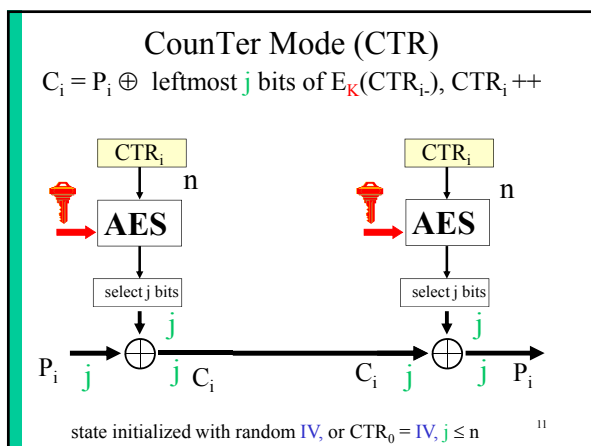 CounTer Mode (CTR)
Cᵢ = Pᵢ ⊕ leftmost j bits of E_K(CTRᵢ₋), CTRᵢ ++
CTRᵢ CTRᵢ
n n
AES AES
select j bits select j bits
j j
Pᵢ j j Cᵢ Cᵢ j j Pᵢ
state initialized with random IV, or CTR₀ = IV, j ≤ n
11